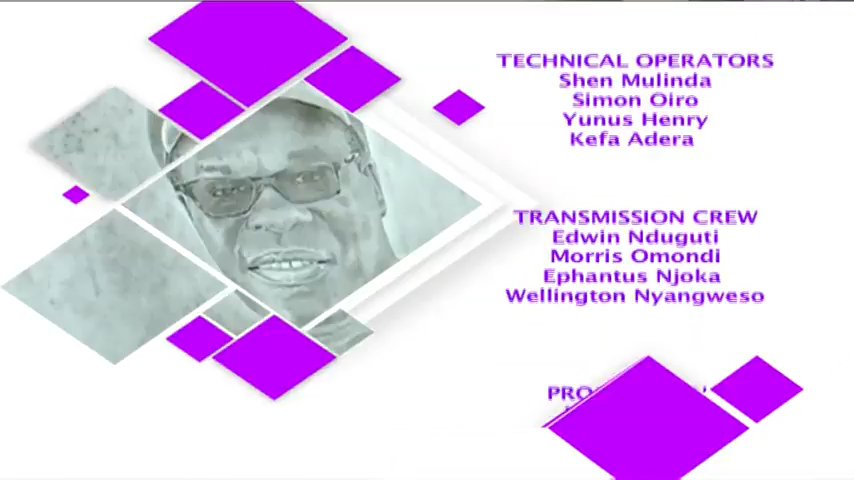 TECHNICAL OPERATORS
Shen Mulinda
Simon Oiro
Yunus Henry
Kefa Adera
TRANSMISSION CREW
Edwin Nduguti
Morris Omondi
Ephantus Njoka
Wellington Nyangweso